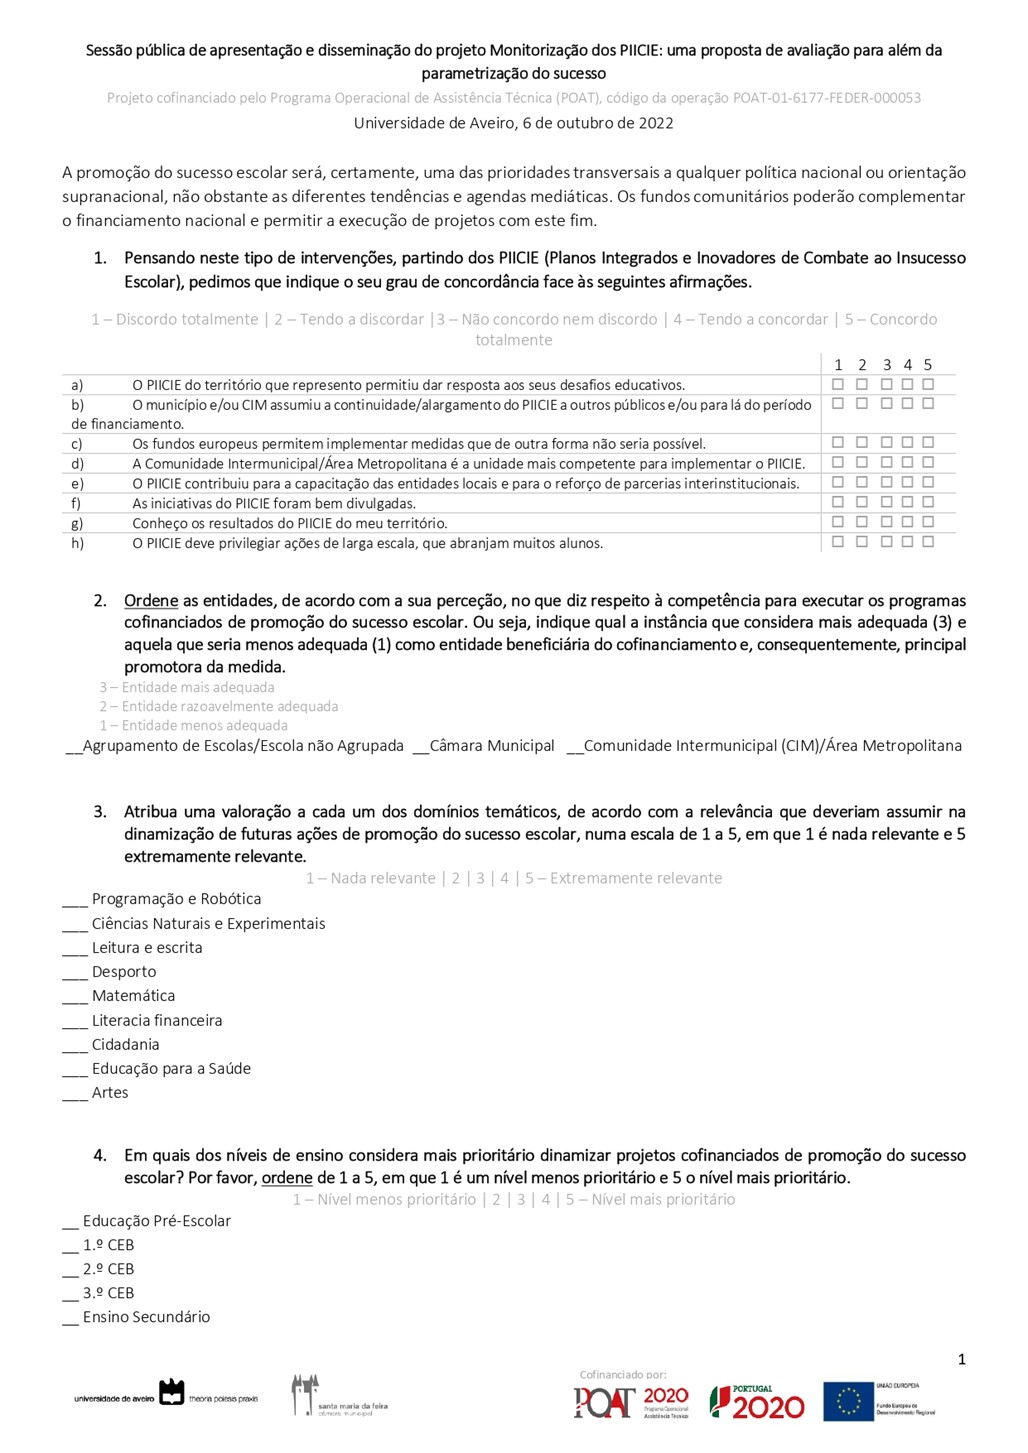 Sessão pública de apresentação e disseminação do projeto Monitorização dos PIICIE: uma proposta de avaliação para além da
parametrização do sucesso
Projeto cofinanciado pelo Programa Operacional de Assistência Técnica (POAT), código da operação POAT-01-6177-FEDER-000053
Universidade de Aveiro, 6 de outubro de 2022
A promoção do sucesso escolar será, certamente, uma das prioridades transversais a qualquer política nacional ou orientação
supranacional, não obstante as diferentes tendências e agendas mediáticas. Os fundos comunitários poderão complementar
o financiamento nacional e permitir a execução de projetos com este fim.
1. Pensando neste tipo de intervenções, partindo dos PIICIE (Planos Integrados e Inovadores de Combate ao Insucesso
Escolar), pedimos que indique o seu grau de concordância face às seguintes afirmações.
1 – Discordo totalmente | 2 – Tendo a discordar |3 – Não concordo nem discordo | 4 – Tendo a concordar | 5 – Concordo
totalmente
1 2 3 4 5
a) O PIICIE do território que represento permitiu dar resposta aos seus desafios educativos. ☐ ☐ ☐ ☐ ☐
b) O município e/ou CIM assumiu a continuidade/alargamento do PIICIE a outros públicos e/ou para lá do período ☐ ☐ ☐ ☐ ☐
de financiamento.
c) Os fundos europeus permitem implementar medidas que de outra forma não seria possível. ☐ ☐ ☐ ☐ ☐
d) A Comunidade Intermunicipal/Área Metropolitana é a unidade mais competente para implementar o PIICIE. ☐ ☐ ☐ ☐ ☐
e) O PIICIE contribuiu para a capacitação das entidades locais e para o reforço de parcerias interinstitucionais. ☐ ☐ ☐ ☐ ☐
f) As iniciativas do PIICIE foram bem divulgadas. ☐ ☐ ☐ ☐ ☐
g) Conheço os resultados do PIICIE do meu território. ☐ ☐ ☐ ☐ ☐
h) O PIICIE deve privilegiar ações de larga escala, que abranjam muitos alunos. ☐ ☐ ☐ ☐ ☐
2. Ordene as entidades, de acordo com a sua perceção, no que diz respeito à competência para executar os programas
cofinanciados de promoção do sucesso escolar. Ou seja, indique qual a instância que considera mais adequada (3) e
aquela que seria menos adequada (1) como entidade beneficiária do cofinanciamento e, consequentemente, principal
promotora da medida.
3 – Entidade mais adequada
2 – Entidade razoavelmente adequada
1 – Entidade menos adequada
__Agrupamento de Escolas/Escola não Agrupada __Câmara Municipal __Comunidade Intermunicipal (CIM)/Área Metropolitana
3. Atribua uma valoração a cada um dos domínios temáticos, de acordo com a relevância que deveriam assumir na
dinamização de futuras ações de promoção do sucesso escolar, numa escala de 1 a 5, em que 1 é nada relevante e 5
extremamente relevante.
1 – Nada relevante | 2 | 3 | 4 | 5 – Extremamente relevante
___ Programação e Robótica
___ Ciências Naturais e Experimentais
___ Leitura e escrita
___ Desporto
___ Matemática
___ Literacia financeira
___ Cidadania
___ Educação para a Saúde
___ Artes
4. Em quais dos níveis de ensino considera mais prioritário dinamizar projetos cofinanciados de promoção do sucesso
escolar? Por favor, ordene de 1 a 5, em que 1 é um nível menos prioritário e 5 o nível mais prioritário.
1 – Nível menos prioritário | 2 | 3 | 4 | 5 – Nível mais prioritário
__ Educação Pré-Escolar
__ 1.º CEB
__ 2.º CEB
__ 3.º CEB
__ Ensino Secundário
1
Cofinanciado por:
universidade de aveiro theoria poiesis praxis
santa maria da feira
câmara municipal
POAT 2020
Programa Operacional
Assistência Técnica
PORTUGAL
2020
UNIÃO EUROPEIA
Fundo Europeu de
Desenvolvimento Regional